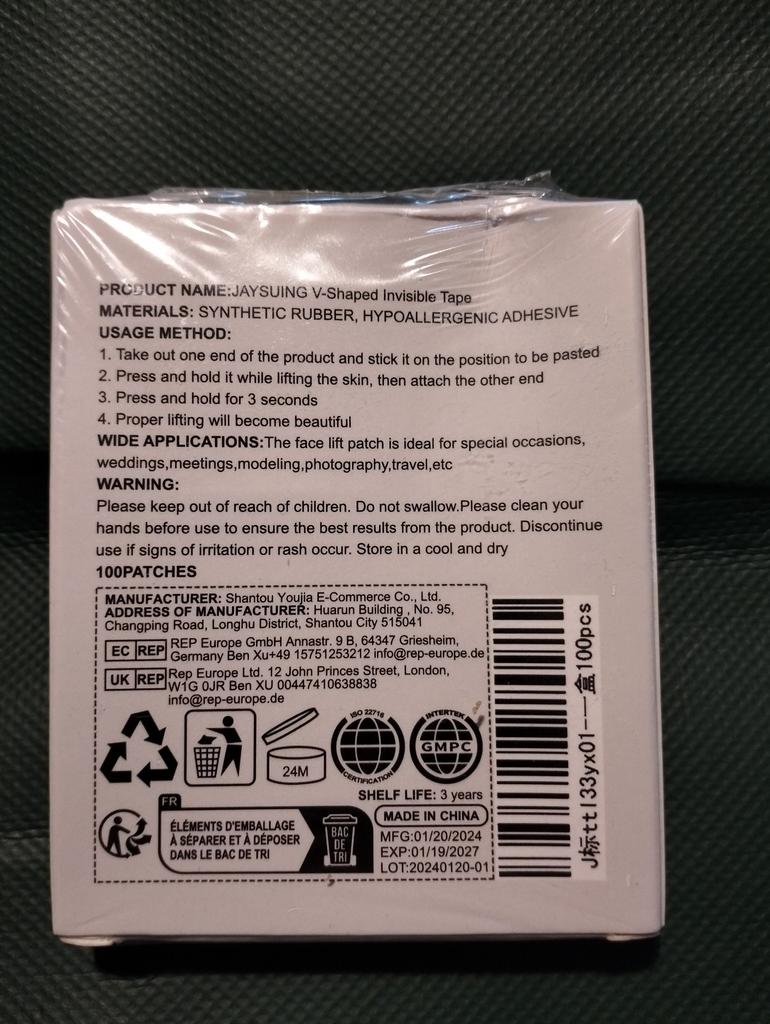 PRODUCT NAME:JAYSUING V-Shaped Invisible Tape
MATERIALS: SYNTHETIC RUBBER, HYPOALLERGENIC ADHESIVE
USAGE METHOD:
1. Take out one end of the product and stick it on the position to be pasted
2. Press and hold it while lifting the skin, then attach the other end
3. Press and hold for 3 seconds
4. Proper lifting will become beautiful
WIDE APPLICATIONS:The face lift patch is ideal for special occasions,
weddings,meetings,modeling,photography,travel,etc
WARNING:
Please keep out of reach of children. Do not swallow.Please clean your
hands before use to ensure the best results from the product. Discontinue
use if signs of irritation or rash occur. Store in a cool and dry
100PATCHES
MANUFACTURER: Shantou Youjia E-Commerce Co., Ltd.
ADDRESS OF MANUFACTURER: Huarun Building , No. 95,
Changping Road, Longhu District, Shantou City 515041
EC REP REP Europe GmbH Annastr. 9 B, 64347 Griesheim,
Germany Ben Xu+49 15751253212 info@rep-europe.de
UK REP Rep Europe Ltd. 12 John Princes Street, London,
W1G 0JR Ben XU 00447410638838
info@rep-europe.de
24M
ISO 22716
CERTIFICATION
INTERTEK
GMPC
SHELF LIFE: 3 years
FR
ÉLÉMENTS D'EMBALLAGE
À SÉPARER ET À DÉPOSER
DANS LE BAC DE TRI
BAC
DE
TRI
MADE IN CHINA
MFG:01/20/2024
EXP:01/19/2027
LOT:20240120-01
J标ttl33yx01-一盒100pcs